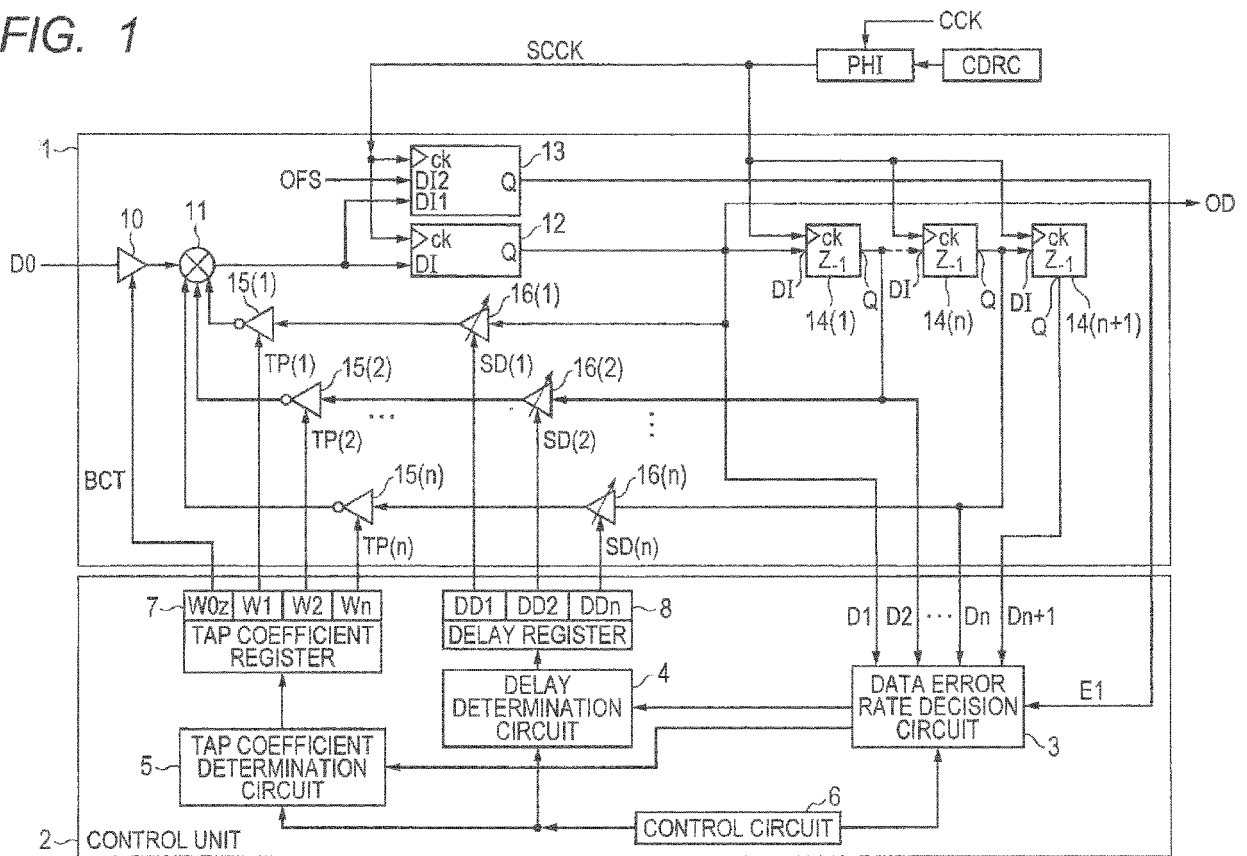 FIG. 1
CCK
SCCK
PHI
CDRC
1
13
ck
DI2
DI1
Q
OFS
OD
10
11
12
ck
DI
Q
D0
ck
Z-1
DI
Q
14(1)
ck
Z-1
DI
Q
14(n)
ck
Z-1
DI
Q
14(n+1)
15(1)
16(1)
TP(1)
SD(1)
15(2)
16(2)
TP(2)
SD(2)
...
BCT
15(n)
16(n)
TP(n)
SD(n)
7
W0z W1 W2 Wn
TAP COEFFICIENT
REGISTER
DD1 DD2 DDn
DELAY REGISTER
8
D1 D2 ... Dn Dn+1
DELAY
DETERMINATION
CIRCUIT
4
DATA ERROR
RATE DECISION
CIRCUIT
3
E1
TAP COEFFICIENT
DETERMINATION
CIRCUIT
5
6
CONTROL CIRCUIT
2
CONTROL UNIT